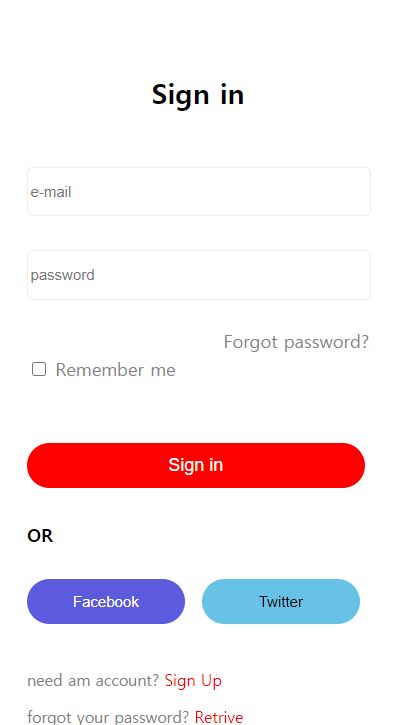 Sign in
e-mail
password
Forgot password?
Remember me
Sign in
OR
Facebook Twitter
need am account? Sign Up
forgot your password? Retrive